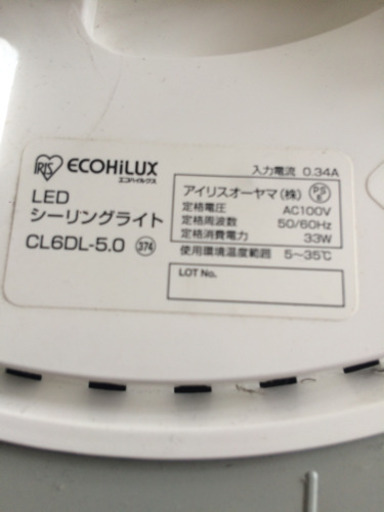 IRIS ECOHiLUX
エコハイルクス
LED
シーリングライト
CL6DL-5.0 374
入力電流 0.34A
アイリスオーヤマ(株) PSE
定格電圧 AC100V
定格周波数 50/60Hz
定格消費電力 33W
使用環境温度範囲 5~35℃
LOT No.